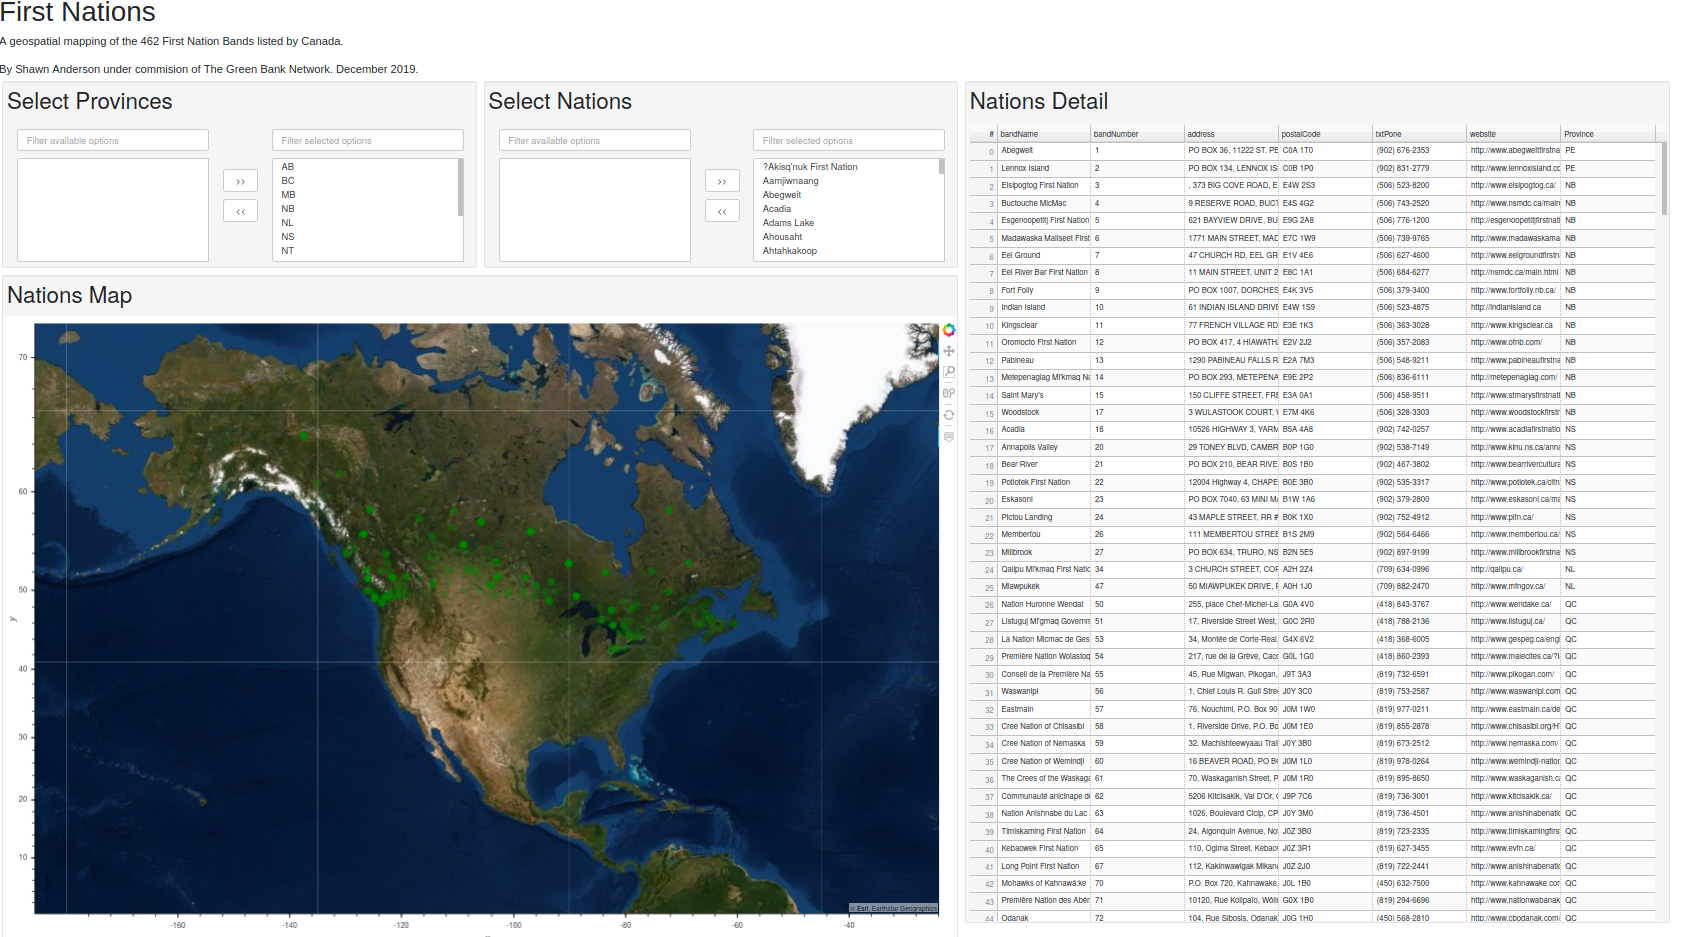 First Nations
A geospatial mapping of the 462 First Nation Bands listed by Canada.
By Shawn Anderson under commision of The Green Bank Network. December 2019.
Select Provinces
Filter available options
Filter selected options
>>
<<
AB
BC
MB
NB
NL
NS
NT
Select Nations
Filter available options
Filter selected options
>>
<<
?Akisq'nuk First Nation
Aamjiwnaang
Abegweit
Acadia
Adams Lake
Ahousaht
Ahtahkakoop
Nations Map
70
60
50
40
30
20
10
y
-160
-140
-120
-100
-80
-60
-40
© Esri, Earthstar Geographics
Nations Detail
# bandName bandNumber address postalCode txtPone website Province
0 Abegweit 1 PO BOX 36, 11222 ST. PE C0A 1T0 (902) 676-2353 http://www.abegweitfirstna PE
1 Lennox Island 2 PO BOX 134, LENNOX IS C0B 1P0 (902) 831-2779 http://www.lennoxisland.cc PE
2 Elsipogtog First Nation 3 , 373 BIG COVE ROAD, E E4W 2S3 (506) 523-8200 http://www.elsipogtog.ca/ NB
3 Buctouche MicMac 4 9 RESERVE ROAD, BUCT E4S 4G2 (506) 743-2520 http://www.nsmdc.ca/main NB
4 Esgenoopetitj First Nation 5 621 BAYVIEW DRIVE, BU E9G 2A8 (506) 776-1200 http://esgenoopetitjfirstnati NB
5 Madawaska Maliseet First 6 1771 MAIN STREET, MAD E7C 1W9 (506) 739-9765 http://www.madawaskama NB
6 Eel Ground 7 47 CHURCH RD, EEL GR E1V 4E6 (506) 627-4600 http://www.eelgroundfirstn NB
7 Eel River Bar First Nation 8 11 MAIN STREET, UNIT 2 E8C 1A1 (506) 684-6277 http://nsmdc.ca/main.html NB
8 Fort Folly 9 PO BOX 1007, DORCHES E4K 3V5 (506) 379-3400 http://www.fortfolly.nb.ca/ NB
9 Indian Island 10 61 INDIAN ISLAND DRIVE E4W 1S9 (506) 523-4875 http://indianisland.ca NB
10 Kingsclear 11 77 FRENCH VILLAGE RD E3E 1K3 (506) 363-3028 http://www.kingsclear.ca NB
11 Oromocto First Nation 12 PO BOX 417, 4 HIAWATH. E2V 2J2 (506) 357-2083 http://www.ofnb.com/ NB
12 Pabineau 13 1290 PABINEAU FALLS R E2A 7M3 (506) 548-9211 http://www.pabineaufirstna NB
13 Metepenagiag Mi'kmaq Na 14 PO BOX 293, METEPENA E9E 2P2 (506) 836-6111 http://metepenagiag.com/ NB
14 Saint Mary's 15 150 CLIFFE STREET, FRE E3A 0A1 (506) 458-9511 http://www.stmarysfirstnati NB
15 Woodstock 17 3 WULASTOOK COURT, E7M 4K6 (506) 328-3303 http://www.woodstockfirstr NB
16 Acadia 18 10526 HIGHWAY 3, YARM B5A 4A8 (902) 742-0257 http://www.acadiafirstnatio NS
17 Annapolis Valley 20 29 TONEY BLVD, CAMBR B0P 1G0 (902) 538-7149 http://www.kinu.ns.ca/anna NS
18 Bear River 21 PO BOX 210, BEAR RIVE B0S 1B0 (902) 467-3802 http://www.bearrivercultura NS
19 Potlotek First Nation 22 12004 Highway 4, CHAPE B0E 3B0 (902) 535-3317 http://www.potlotek.ca/cifn NS
20 Eskasoni 23 PO BOX 7040, 63 MINI MA B1W 1A6 (902) 379-2800 http://www.eskasoni.ca/ma NS
21 Pictou Landing 24 43 MAPLE STREET, RR # B0K 1X0 (902) 752-4912 http://www.plfn.ca/ NS
22 Membertou 26 111 MEMBERTOU STREE B1S 2M9 (902) 564-6466 http://www.membertou.ca/ NS
23 Millbrook 27 PO BOX 634, TRURO, NS B2N 5E5 (902) 897-9199 http://www.millbrookfirstna NS
24 Qalipu Mi'kmaq First Natic 34 3 CHURCH STREET, COR A2H 2Z4 (709) 634-0996 http://qalipu.ca/ NL
25 Miawpukek 47 50 MIAWPUKEK DRIVE, F A0H 1J0 (709) 882-2470 http://www.mfngov.ca/ NL
26 Nation Huronne Wendat 50 255, place Chef-Michel-La G0A 4V0 (418) 843-3767 http://www.wendake.ca/ QC
27 Listuguj Mi'gmaq Governm 51 17, Riverside Street West, G0C 2R0 (418) 788-2136 http://www.listuguj.ca/ QC
28 La Nation Micmac de Ges 53 34, Montée de Corte-Real. G4X 6V2 (418) 368-6005 http://www.gespeg.ca/engl QC
29 Première Nation Wolastoq 54 217, rue de la Grève, Cacc G0L 1G0 (418) 860-2393 http://www.malecites.ca/?l QC
30 Conseil de la Première Na 55 45, Rue Migwan, Pikogan, J9T 3A3 (819) 732-6591 http://www.pikogan.com/ QC
31 Waswanipi 56 1, Chief Louis R. Gull Stre J0Y 3C0 (819) 753-2587 http://www.waswanipi.com QC
32 Eastmain 57 76, Nouchimi, P.O. Box 90 J0M 1W0 (819) 977-0211 http://www.eastmain.ca/de QC
33 Cree Nation of Chisasibi 58 1, Riverside Drive, P.O. Bc J0M 1E0 (819) 855-2878 http://www.chisasibi.org/H QC
34 Cree Nation of Nemaska 59 32, Machishteewyaau Trai J0Y 3B0 (819) 673-2512 http://www.nemaska.com/ QC
35 Cree Nation of Wemindji 60 16 BEAVER ROAD, PO B J0M 1L0 (819) 978-0264 http://www.wemindji-nation QC
36 The Crees of the Waskaga 61 70, Waskaganish Street, P J0M 1R0 (819) 895-8650 http://www.waskaganish.ca QC
37 Communauté anicinape d 62 5206 Kitcisakik, Val D'Or, J9P 7C6 (819) 736-3001 http://www.kitcisakik.ca/ QC
38 Nation Anishnabe du Lac 63 1026, Boulevard Cicip, CP J0Y 3M0 (819) 736-4501 http://www.anishinabenatic QC
39 Timiskaming First Nation 64 24, Algonquin Avenue, No J0Z 3B0 (819) 723-2335 http://www.timiskamingfirs QC
40 Kebaowek First Nation 65 110, Ogima Street, Kebao J0Z 3R1 (819) 627-3455 http://www.evfn.ca/ QC
41 Long Point First Nation 67 112, Kakinwawigak Mikana J0Z 2J0 (819) 722-2441 http://www.anishinabenatic QC
42 Mohawks of Kahnawá:ke 70 P.O. Box 720, Kahnawake, J0L 1B0 (450) 632-7500 http://www.kahnawake.cor QC
43 Première Nation des Abér 71 10120, Rue Kolipaïo, Wôli G0X 1B0 (819) 294-6696 http://www.nationwabanak QC
44 Odanak 72 104, Rue Sibosis, Odanak J0G 1H0 (450) 568-2810 http://www.cbodanak.com/ QC